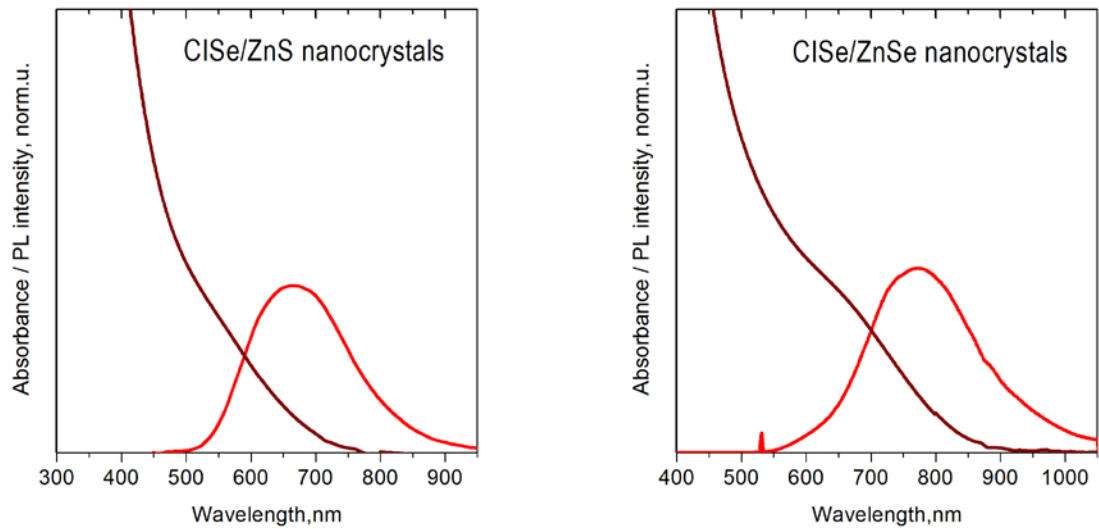 CISe/ZnS nanocrystals
Absorbance / PL intensity, norm.u.
300 400 500 600 700 800 900
Wavelength,nm
CISe/ZnSe nanocrystals
Absorbance / PL intensity, norm.u.
400 500 600 700 800 900 1000
Wavelength,nm